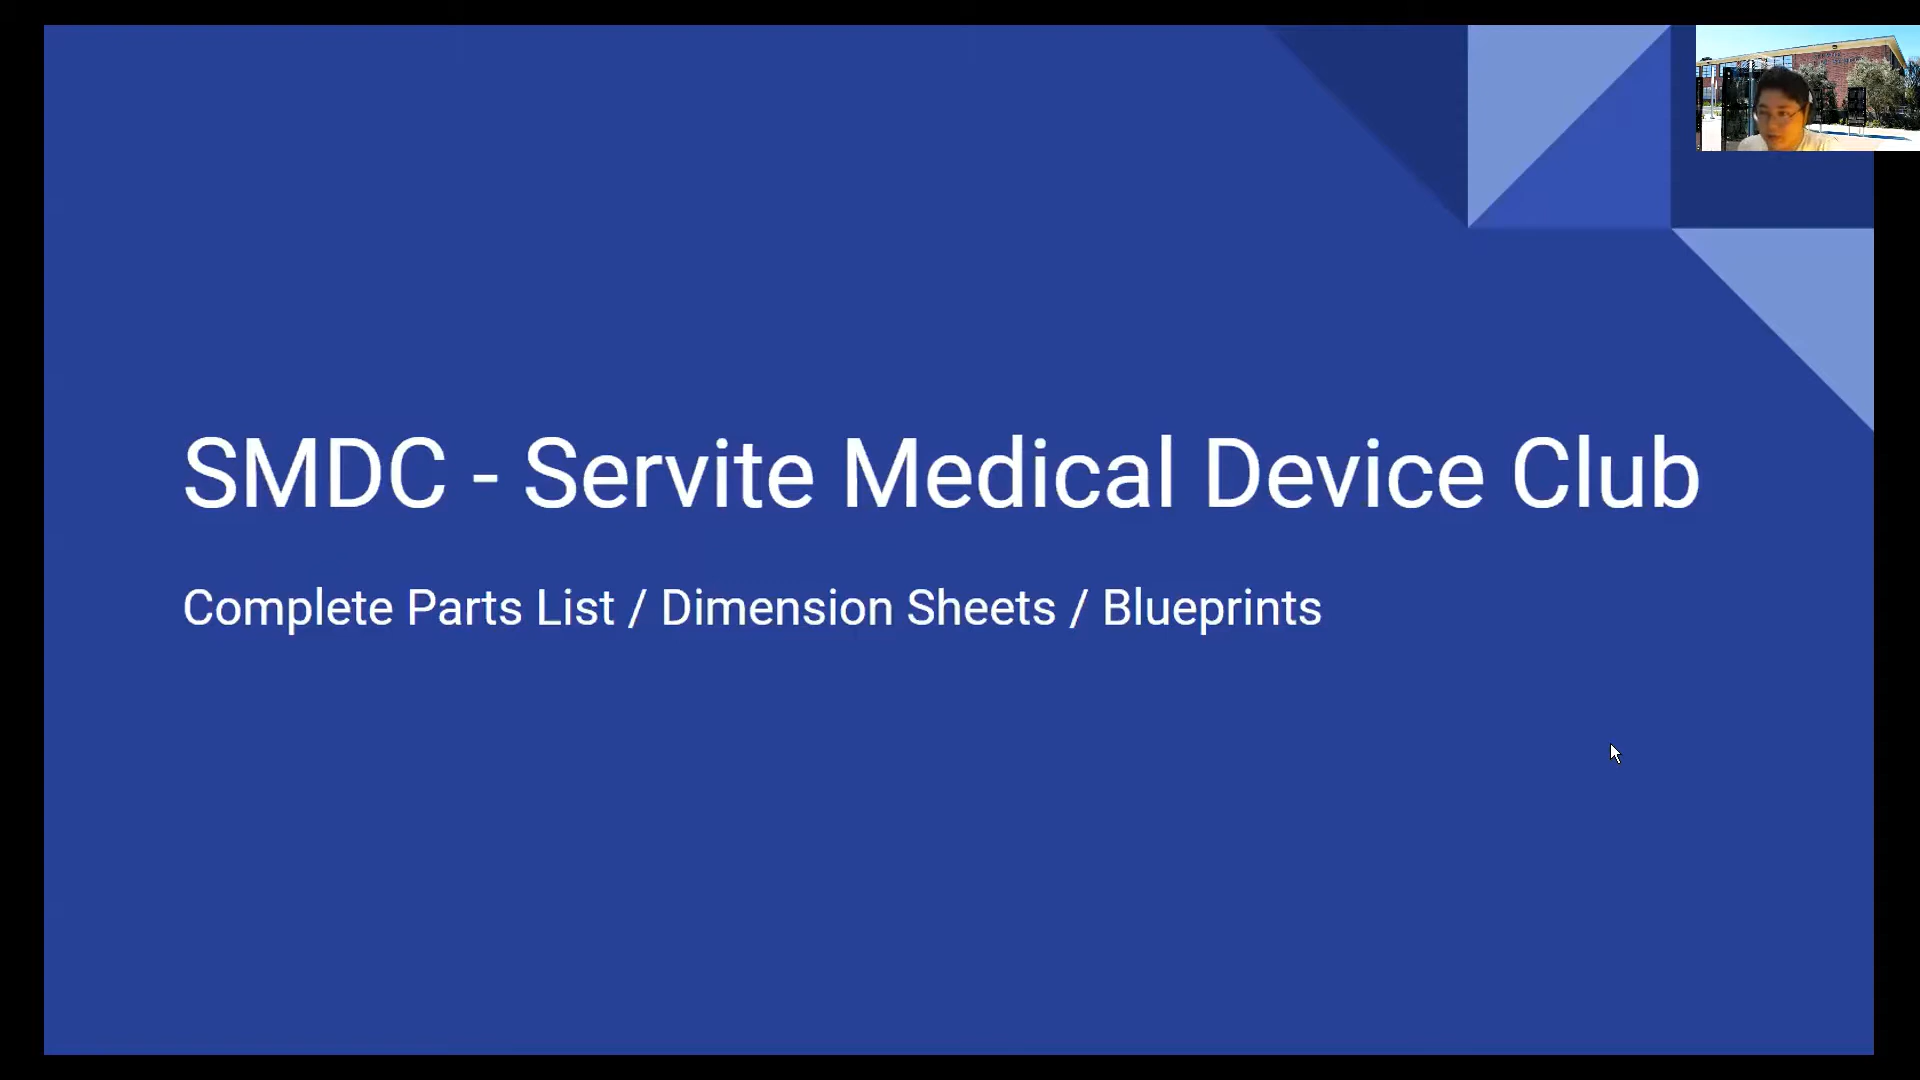 SMDC - Servite Medical Device Club
Complete Parts List / Dimension Sheets / Blueprints